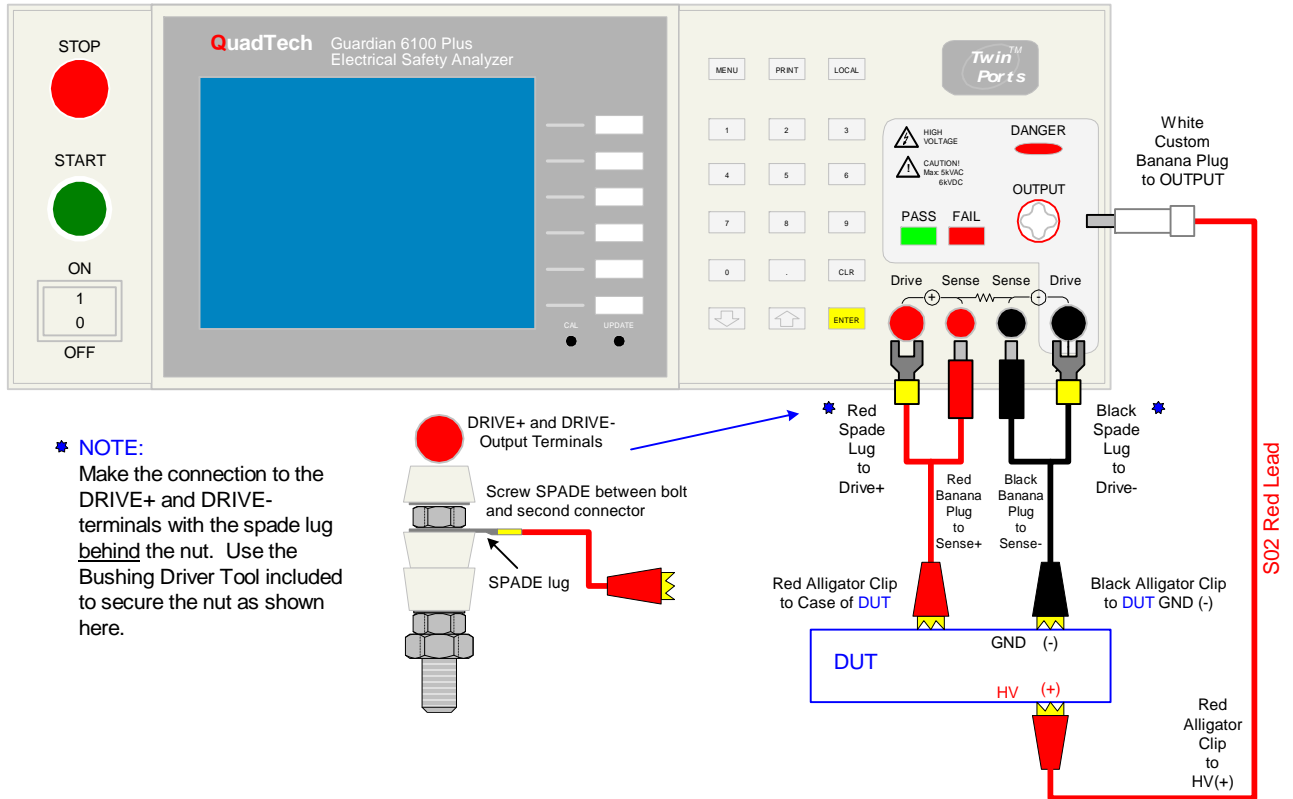 STOP
START
ON
1
0
OFF
QuadTech Guardian 6100 Plus
Electrical Safety Analyzer
CAL UPDATE
MENU PRINT LOCAL
1 2 3
4 5 6
7 8 9
0 . CLR
ENTER
Twin™
Ports
HIGH
VOLTAGE
CAUTION!
Max: 5kVAC
6kVDC
DANGER
OUTPUT
PASS FAIL
Drive Sense Sense Drive
+ -
White
Custom
Banana Plug
to OUTPUT
NOTE:
Make the connection to the
DRIVE+ and DRIVE-
terminals with the spade lug
behind the nut. Use the
Bushing Driver Tool included
to secure the nut as shown
here.
DRIVE+ and DRIVE-
Output Terminals
Screw SPADE between bolt
and second connector
SPADE lug
Red
Spade
Lug
to
Drive+
Red
Banana
Plug
to
Sense+
Black
Banana
Plug
to
Sense-
Black
Spade
Lug
to
Drive-
Red Alligator Clip
to Case of DUT
Black Alligator Clip
to DUT GND (-)
GND (-)
DUT
HV (+)
Red
Alligator
Clip
to
HV(+)
S02 Red Lead